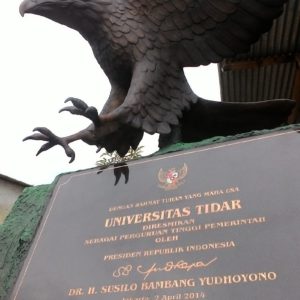 DENGAN RAHMAT TUHAN YANG MAHA ESA
UNIVERSITAS TIDAR
DIRESMIKAN
SEBAGAI PERGURUAN TINGGI PEMERINTAH
OLEH
PRESIDEN REPUBLIK INDONESIA
DR. H. SUSILO BAMBANG YUDHOYONO
Jakarta, 2 April 2014